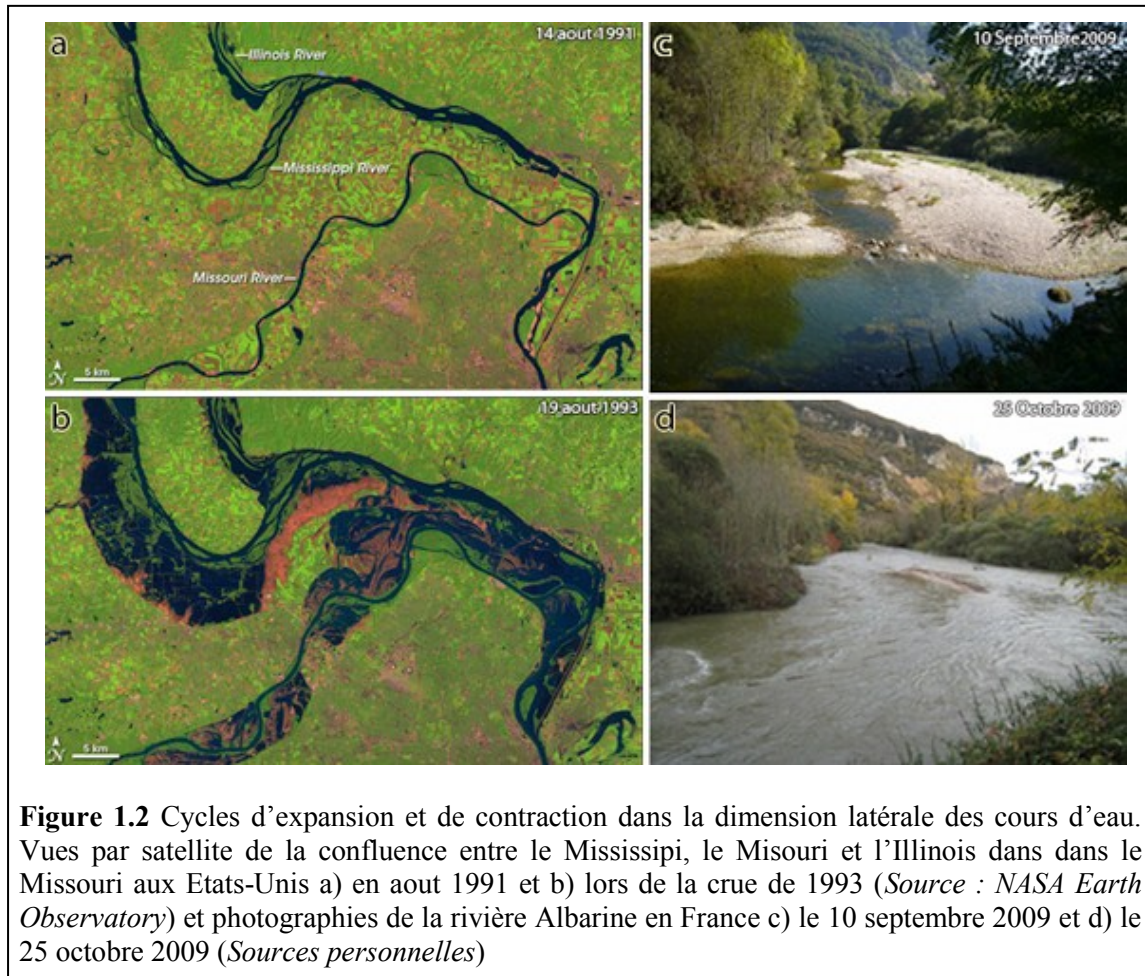 a
14 aout 1991
Illinois River
Mississippi River
Missouri River
N
5 km
b
19 aout 1993
N
5 km
c
10 Septembre 2009
d
25 Octobre 2009
Figure 1.2 Cycles d’expansion et de contraction dans la dimension latérale des cours d’eau.
Vues par satellite de la confluence entre le Mississipi, le Misouri et l’Illinois dans dans le
Missouri aux Etats-Unis a) en aout 1991 et b) lors de la crue de 1993 (Source : NASA Earth
Observatory) et photographies de la rivière Albarine en France c) le 10 septembre 2009 et d) le
25 octobre 2009 (Sources personnelles)